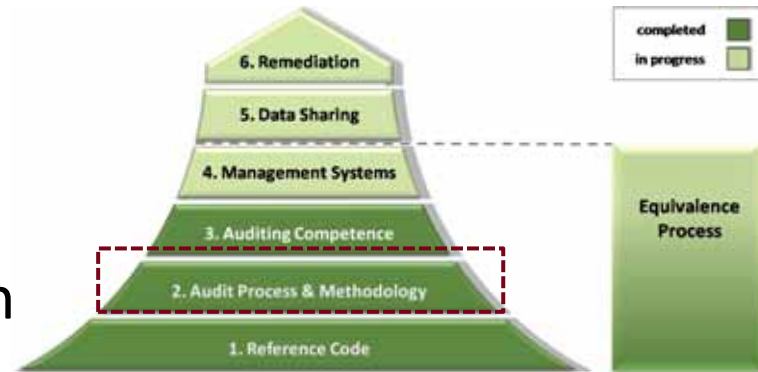 completed
in progress
6. Remediation
5. Data Sharing
4. Management Systems
3. Auditing Competence
2. Audit Process & Methodology
1. Reference Code
Equivalence
Process
n